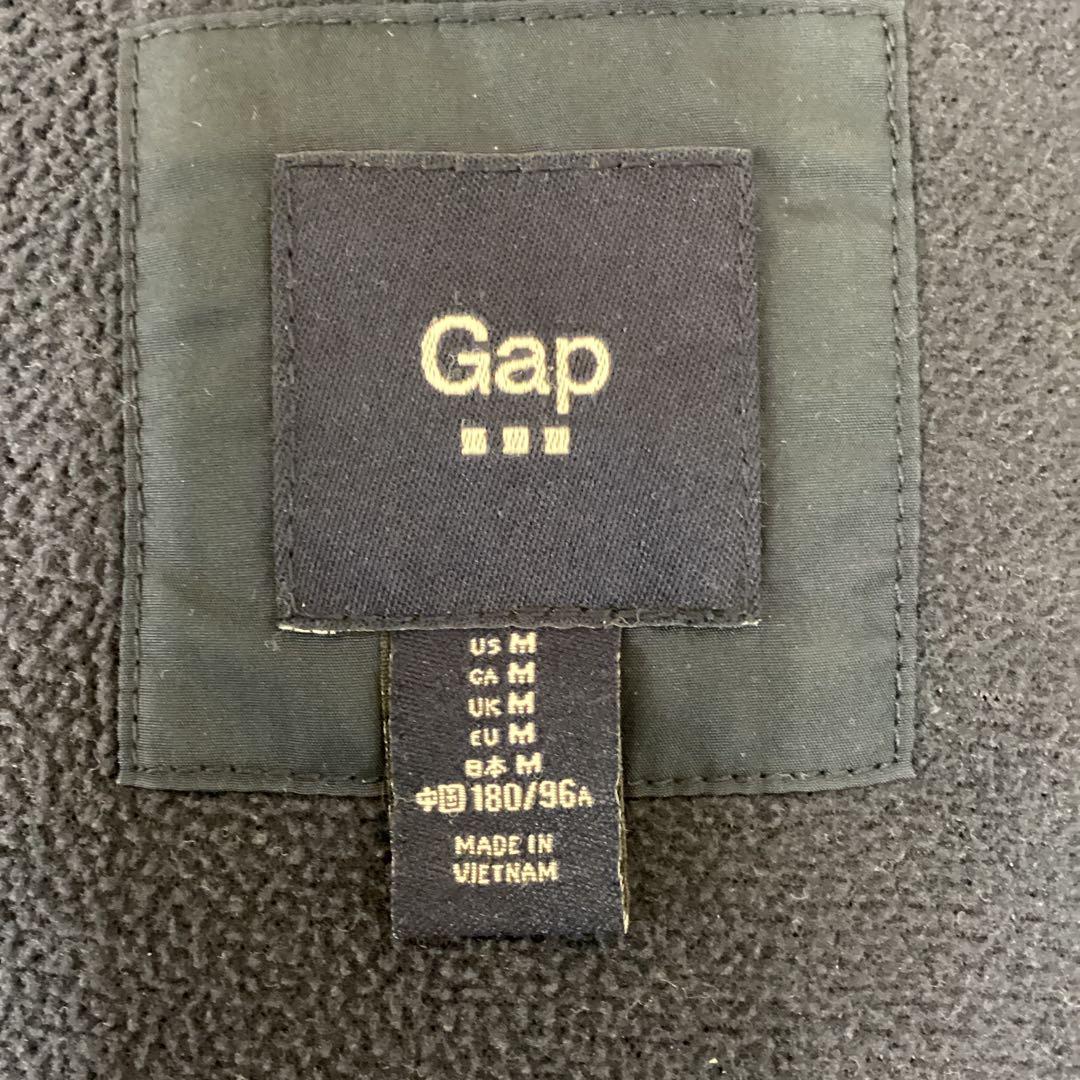 Gap
US M
CA M
UK M
EU M
日本 M
中国 180/96A
MADE IN
VIETNAM